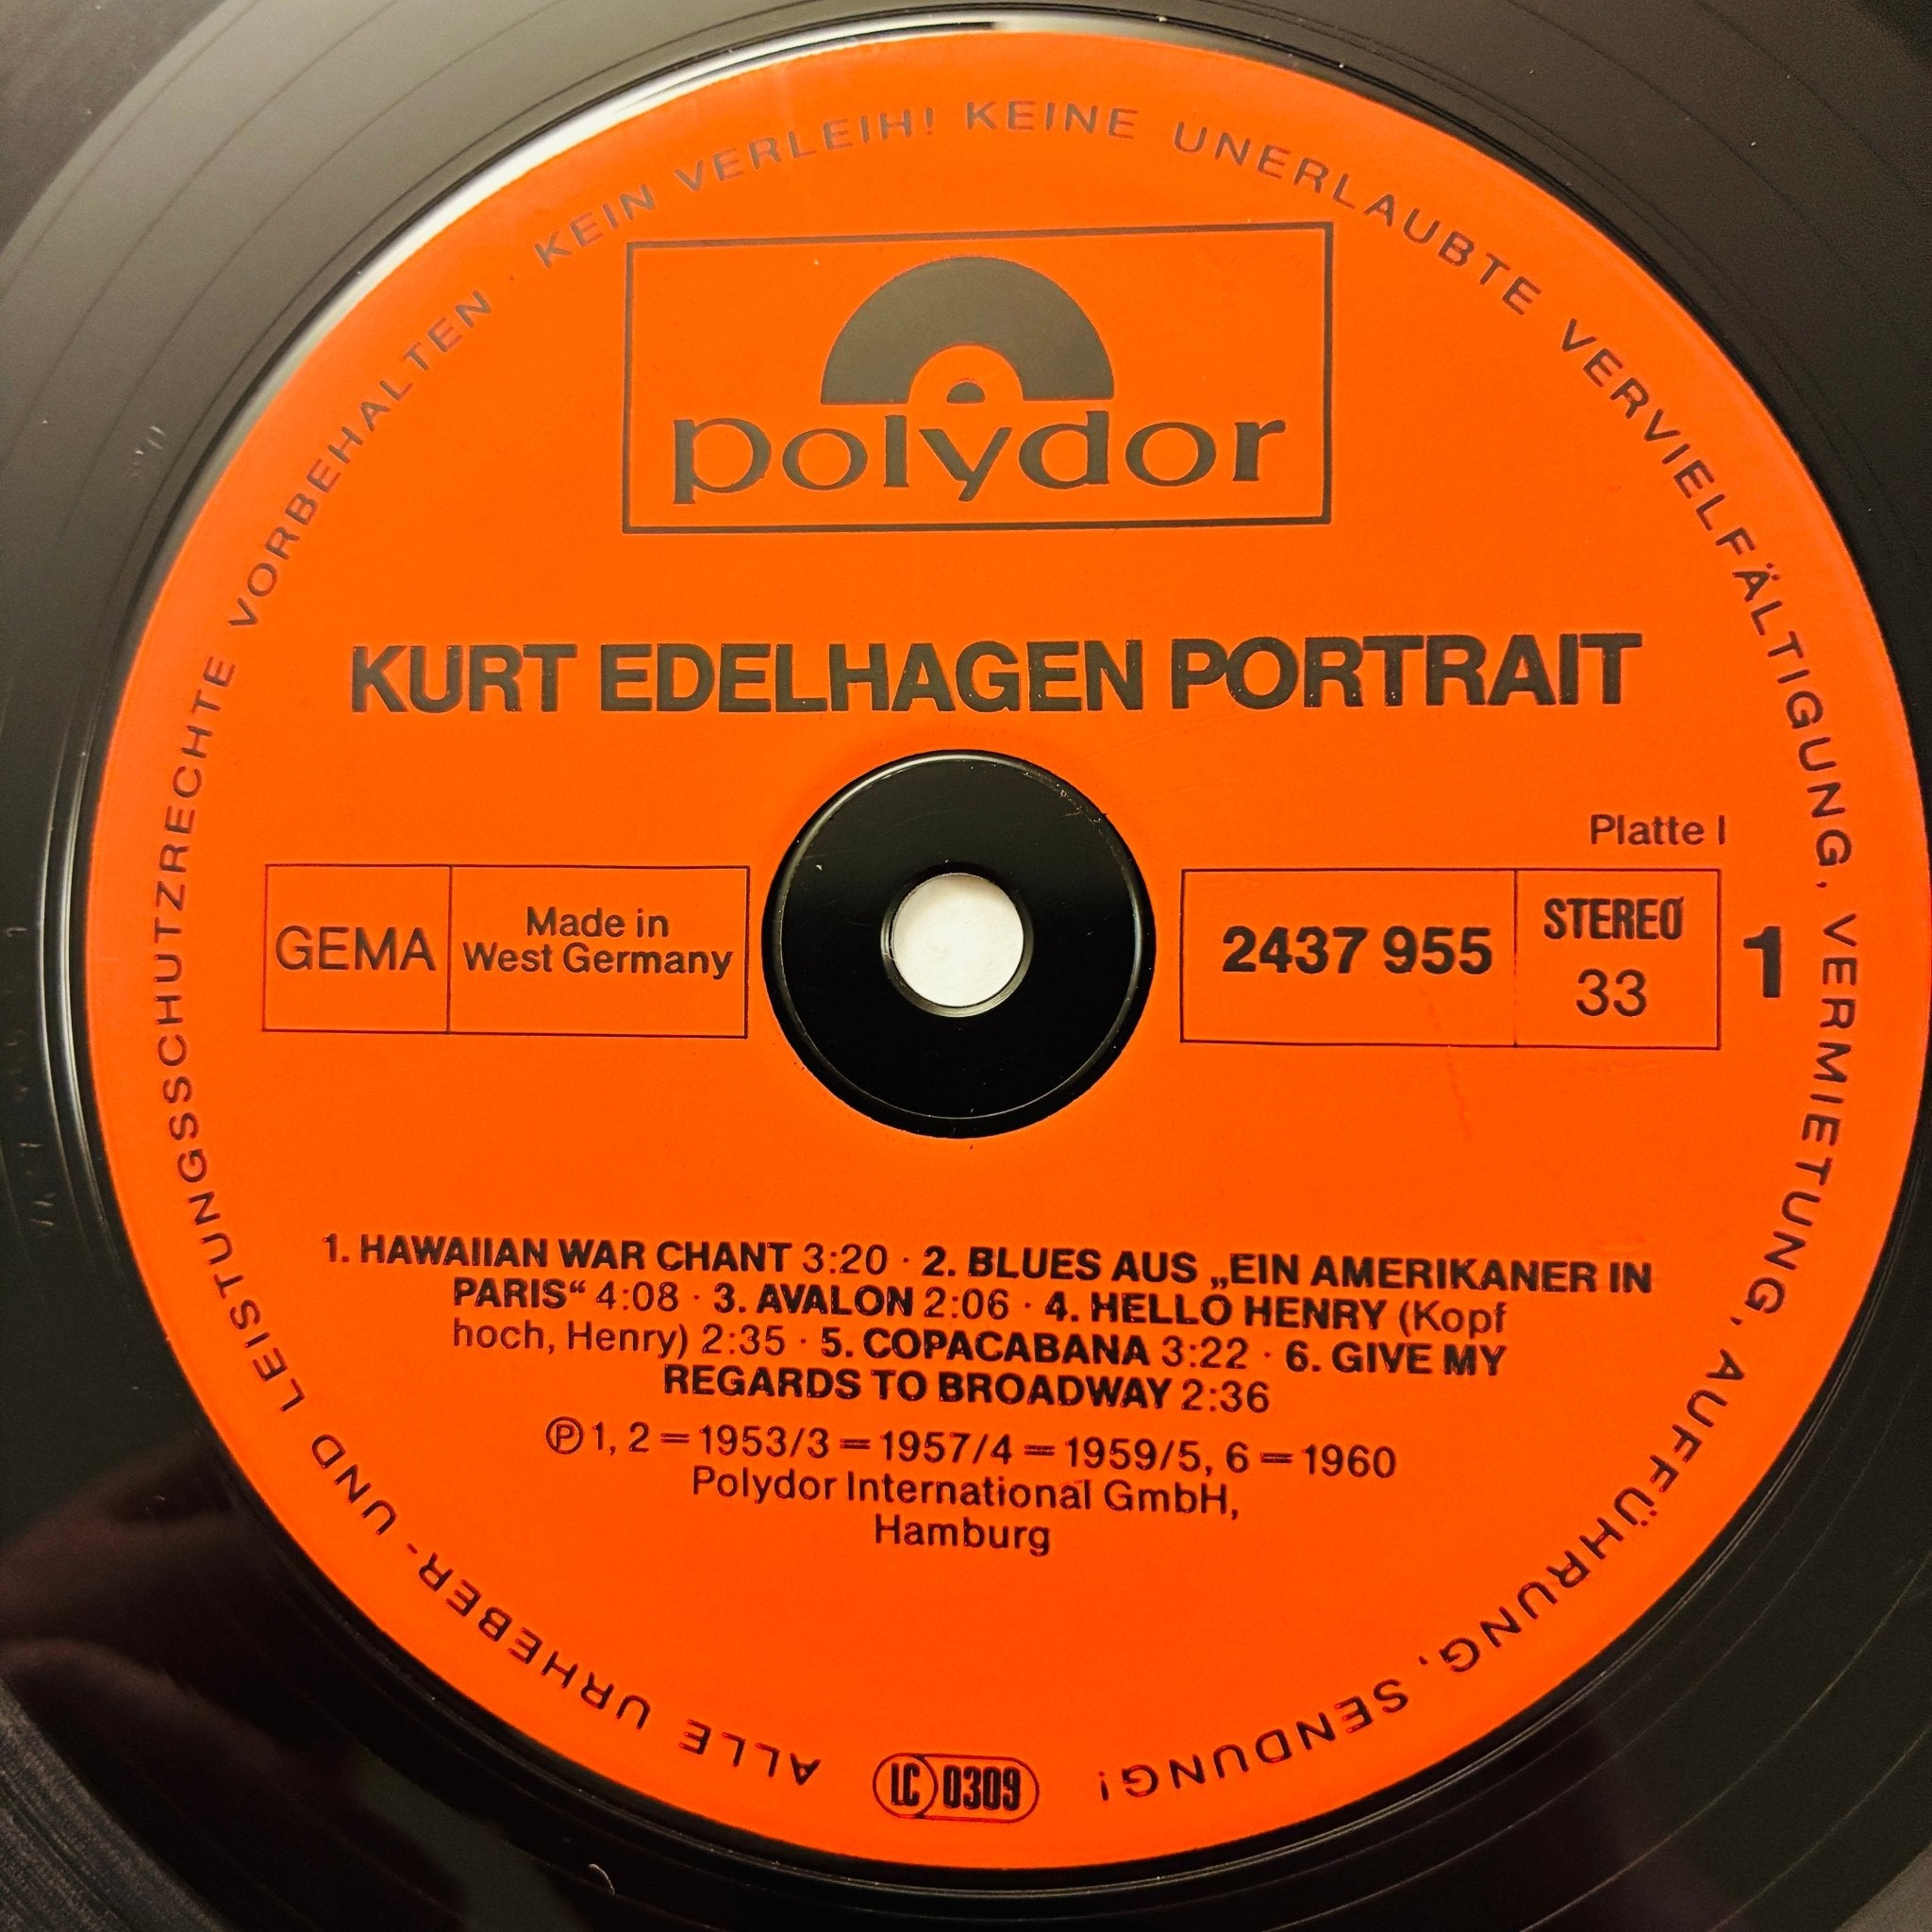 ALLE URHEBER- UND LEISTUNGSSCHUTZRECHTE VORBEHALTEN · KEIN VERLEIH! KEINE UNERLAUBTE VERVIELFÄLTIGUNG, VERMIETUNG, AUFFÜHRUNG, SENDUNG!
polydor
KURT EDELHAGEN PORTRAIT
Platte I
GEMA
Made in
West Germany
2437 955
STEREO
33
1
1. HAWAIIAN WAR CHANT 3:20 · 2. BLUES AUS „EIN AMERIKANER IN
PARIS“ 4:08 · 3. AVALON 2:06 · 4. HELLO HENRY (Kopf
hoch, Henry) 2:35 · 5. COPACABANA 3:22 · 6. GIVE MY
REGARDS TO BROADWAY 2:36
Ⓟ 1, 2 = 1953/3 = 1957/4 = 1959/5, 6 = 1960
Polydor International GmbH,
Hamburg
LC 0309